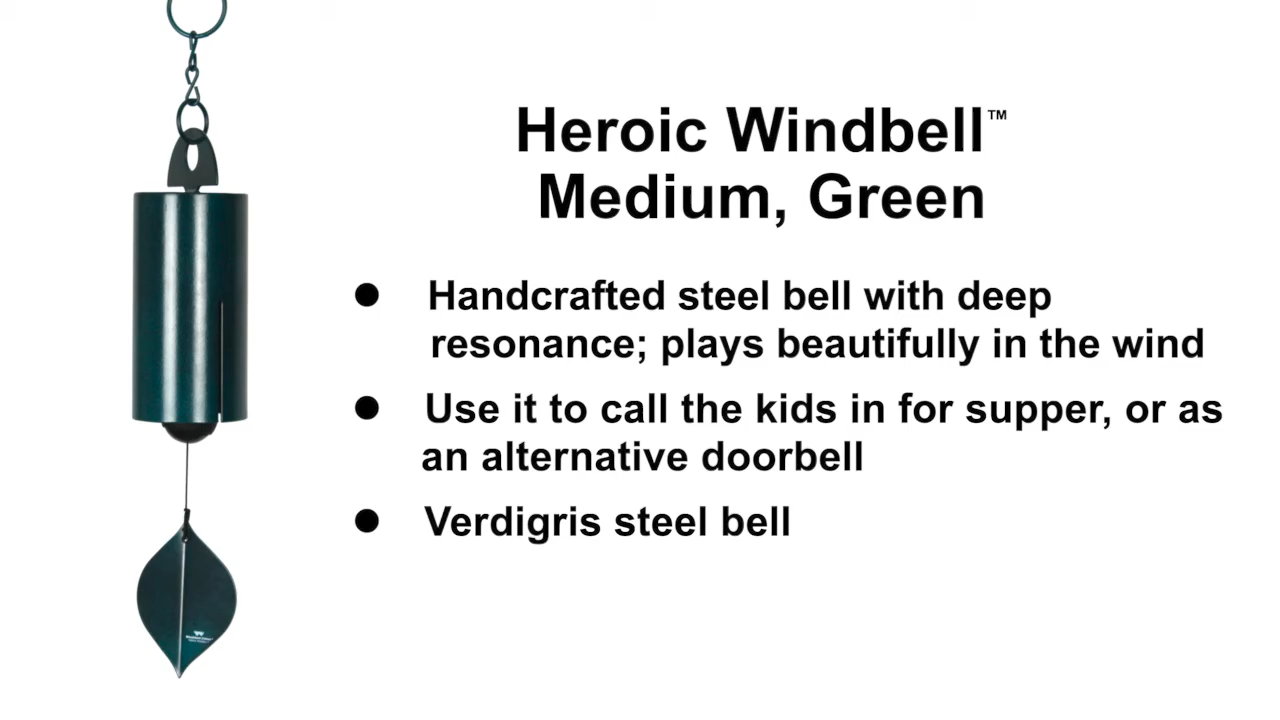 Heroic Windbell™
Medium, Green
● Handcrafted steel bell with deep
resonance; plays beautifully in the wind
● Use it to call the kids in for supper, or as
an alternative doorbell
● Verdigris steel bell